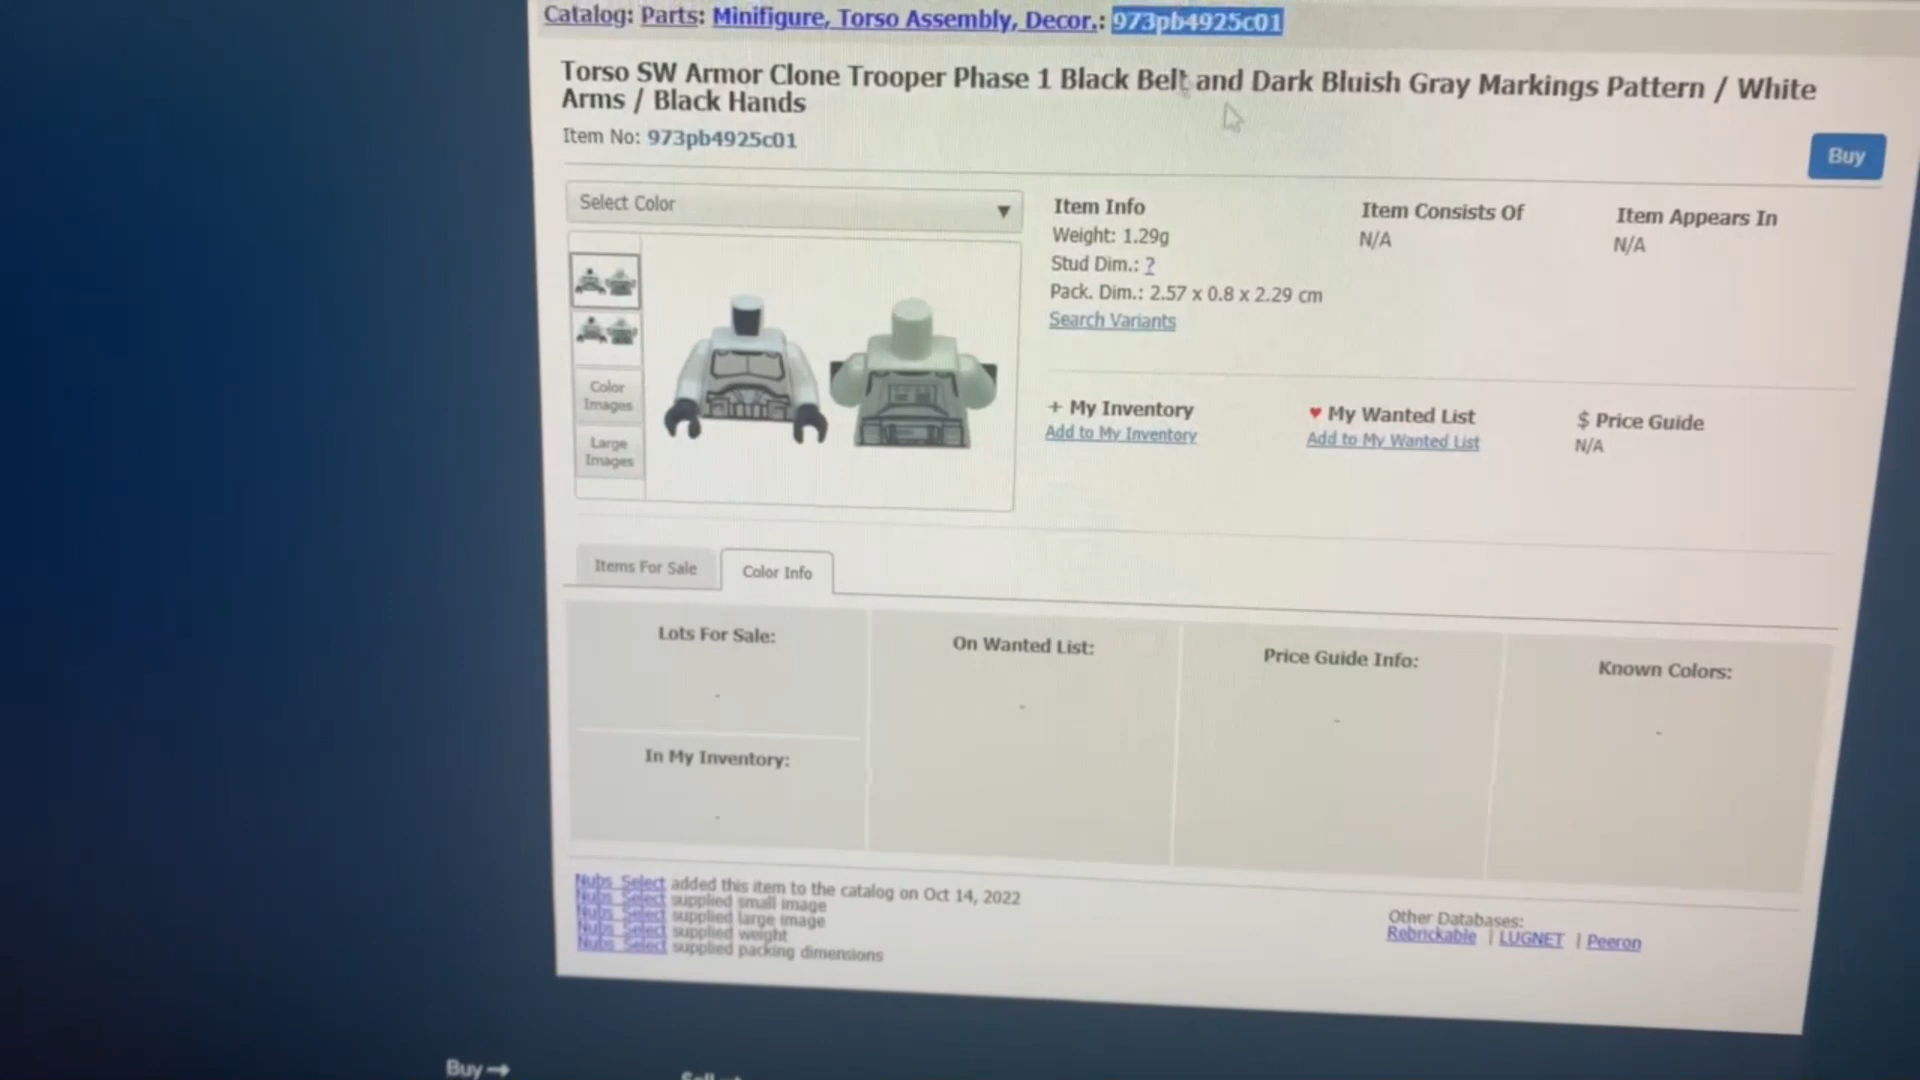 Catalog: Parts: Minifigure, Torso Assembly, Decor.: 973pb4925c01
Torso SW Armor Clone Trooper Phase 1 Black Belt and Dark Bluish Gray Markings Pattern / White
Arms / Black Hands
Item No: 973pb4925c01
Buy
Select Color
Color
Images
Large
Images
Item Info
Weight: 1.29g
Stud Dim.: ?
Pack. Dim.: 2.57 x 0.8 x 2.29 cm
Search Variants
Item Consists Of
N/A
Item Appears In
N/A
+ My Inventory
Add to My Inventory
♥ My Wanted List
Add to My Wanted List
$ Price Guide
N/A
Items For Sale
Color Info
Lots For Sale:
-
In My Inventory:
-
On Wanted List:
-
Price Guide Info:
-
Known Colors:
-
Nubs_Select added this item to the catalog on Oct 14, 2022
Nubs_Select supplied small image
Nubs_Select supplied large image
Nubs_Select supplied weight
Nubs_Select supplied packing dimensions
Other Databases:
Rebrickable | LUGNET | Peeron
Buy →